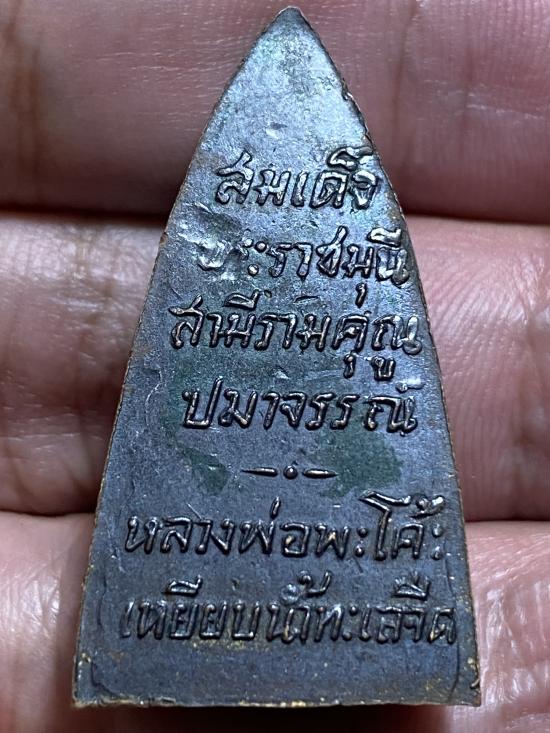 สมเด็จ
พระราชมุนี
สามีรามคุณู
ปมาจรรณ์
หลวงพ่อพะโค๊ะ
เหยียบน้ำทะเลจืด